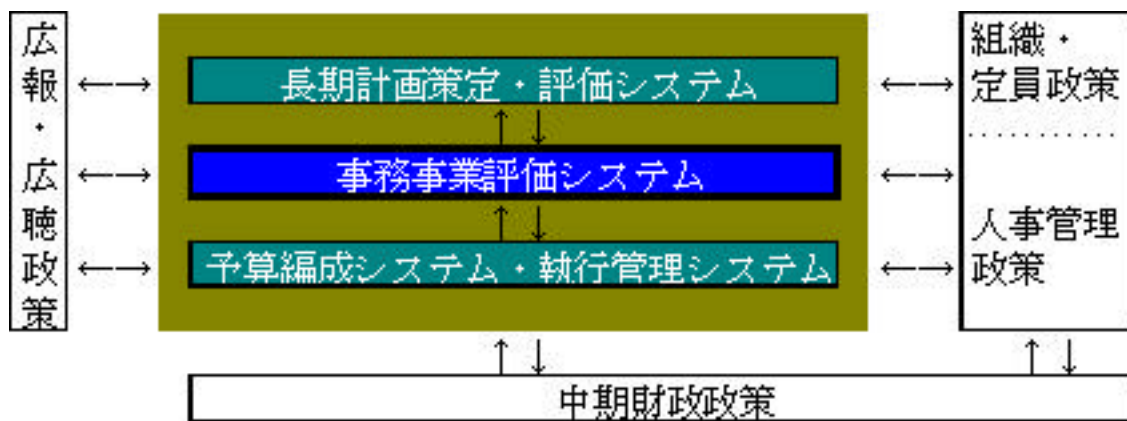 広報・広聴政策
長期計画策定・評価システム
事務事業評価システム
予算編成システム・執行管理システム
組織・
定員政策
人事管理
政策
中期財政政策